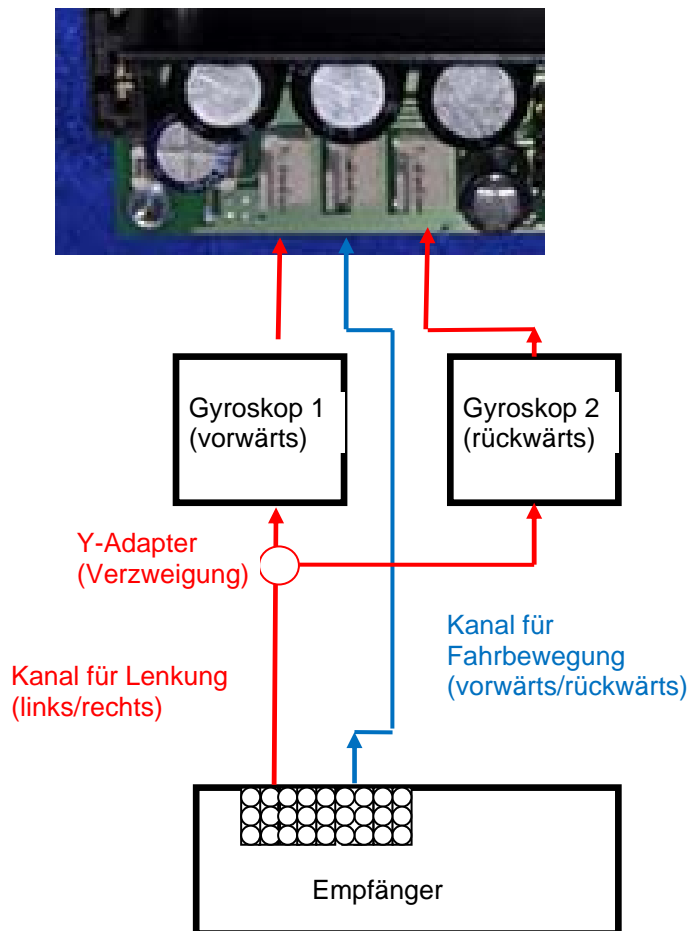 Gyroskop 1
(vorwärts)
Gyroskop 2
(rückwärts)
Y-Adapter
(Verzweigung)
Kanal für Lenkung
(links/rechts)
Kanal für
Fahrbewegung
(vorwärts/rückwärts)
Empfänger